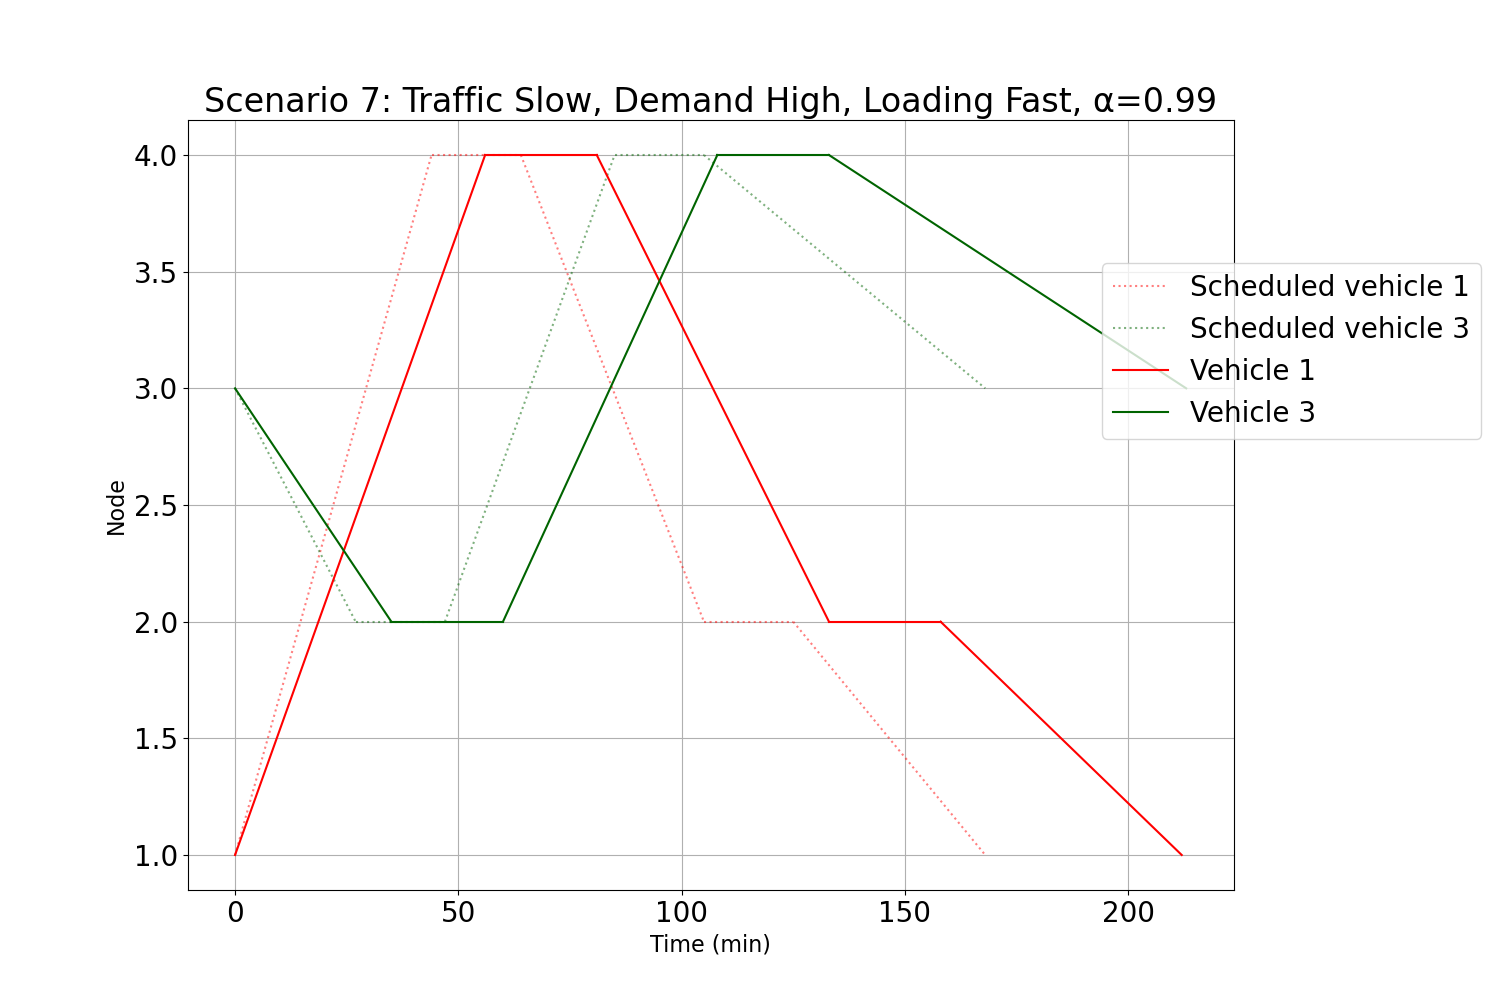 Scenario 7: Traffic Slow, Demand High, Loading Fast, α=0.99
4.0
3.5
3.0
2.5
2.0
1.5
1.0
Node
0 50 100 150 200
Time (min)
Scheduled vehicle 1
Scheduled vehicle 3
Vehicle 1
Vehicle 3